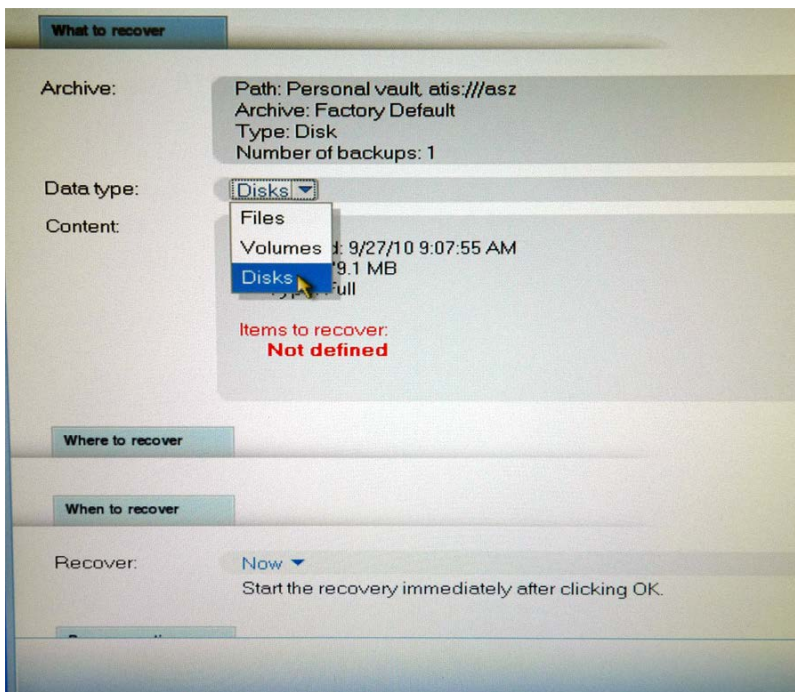 What to recover
Archive:
Path: Personal vault, atis:///asz
Archive: Factory Default
Type: Disk
Number of backups: 1
Data type:
Disks
Files
Volumes
Disks
Content:
9/27/10 9:07:55 AM
9.1 MB
Full
Items to recover:
Not defined
Where to recover
When to recover
Recover:
Now
Start the recovery immediately after clicking OK.